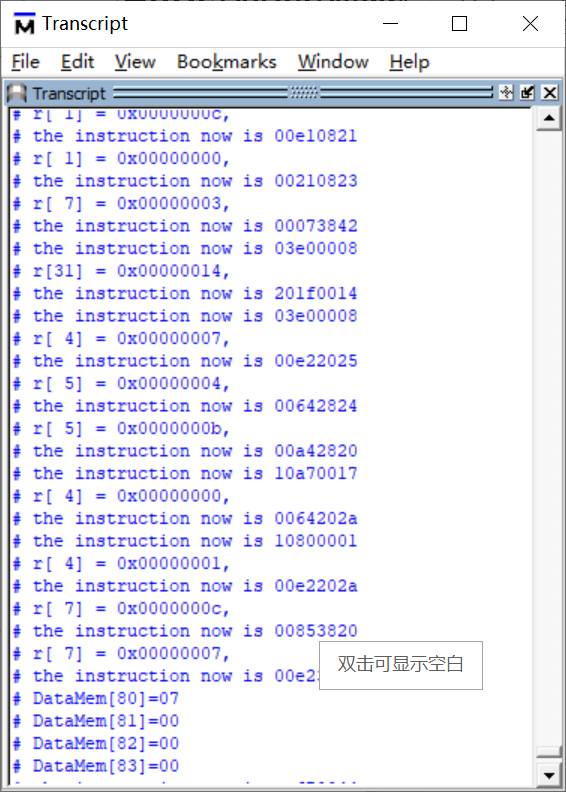 Transcript
File Edit View Bookmarks Window Help
Transcript
# r[ 1] = 0x0000000c,
# the instruction now is 00e10821
# r[ 1] = 0x00000000,
# the instruction now is 00210823
# r[ 7] = 0x00000003,
# the instruction now is 00073842
# the instruction now is 03e00008
# r[31] = 0x00000014,
# the instruction now is 201f0014
# the instruction now is 03e00008
# r[ 4] = 0x00000007,
# the instruction now is 00e22025
# r[ 5] = 0x00000004,
# the instruction now is 00642824
# r[ 5] = 0x0000000b,
# the instruction now is 00a42820
# the instruction now is 10a70017
# r[ 4] = 0x00000000,
# the instruction now is 0064202a
# the instruction now is 10800001
# r[ 4] = 0x00000001,
# the instruction now is 00e2202a
# r[ 7] = 0x0000000c,
# the instruction now is 00853820
# r[ 7] = 0x00000007,
双击可显示空白
# the instruction now is 00e2
# DataMem[80]=07
# DataMem[81]=00
# DataMem[82]=00
# DataMem[83]=00